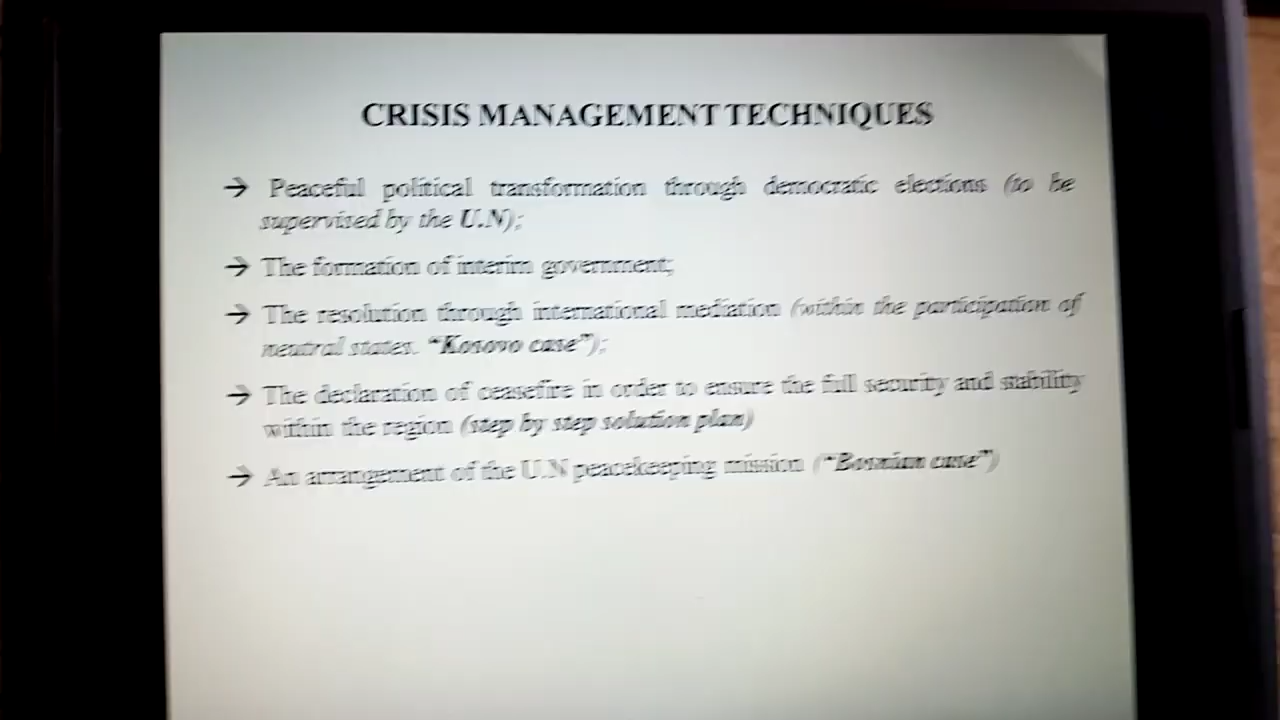 CRISIS MANAGEMENT TECHNIQUES
→ Peaceful political transformation through democratic elections (to be
supervised by the U.N);
→ The formation of interim government;
→ The resolution through international mediation (within the participation of
neutral states. “Kosovo case”);
→ The declaration of ceasefire in order to ensure the full security and stability
within the region (step by step solution plan)
→ An arrangement of the U.N peacekeeping mission (“Bosnian case”)